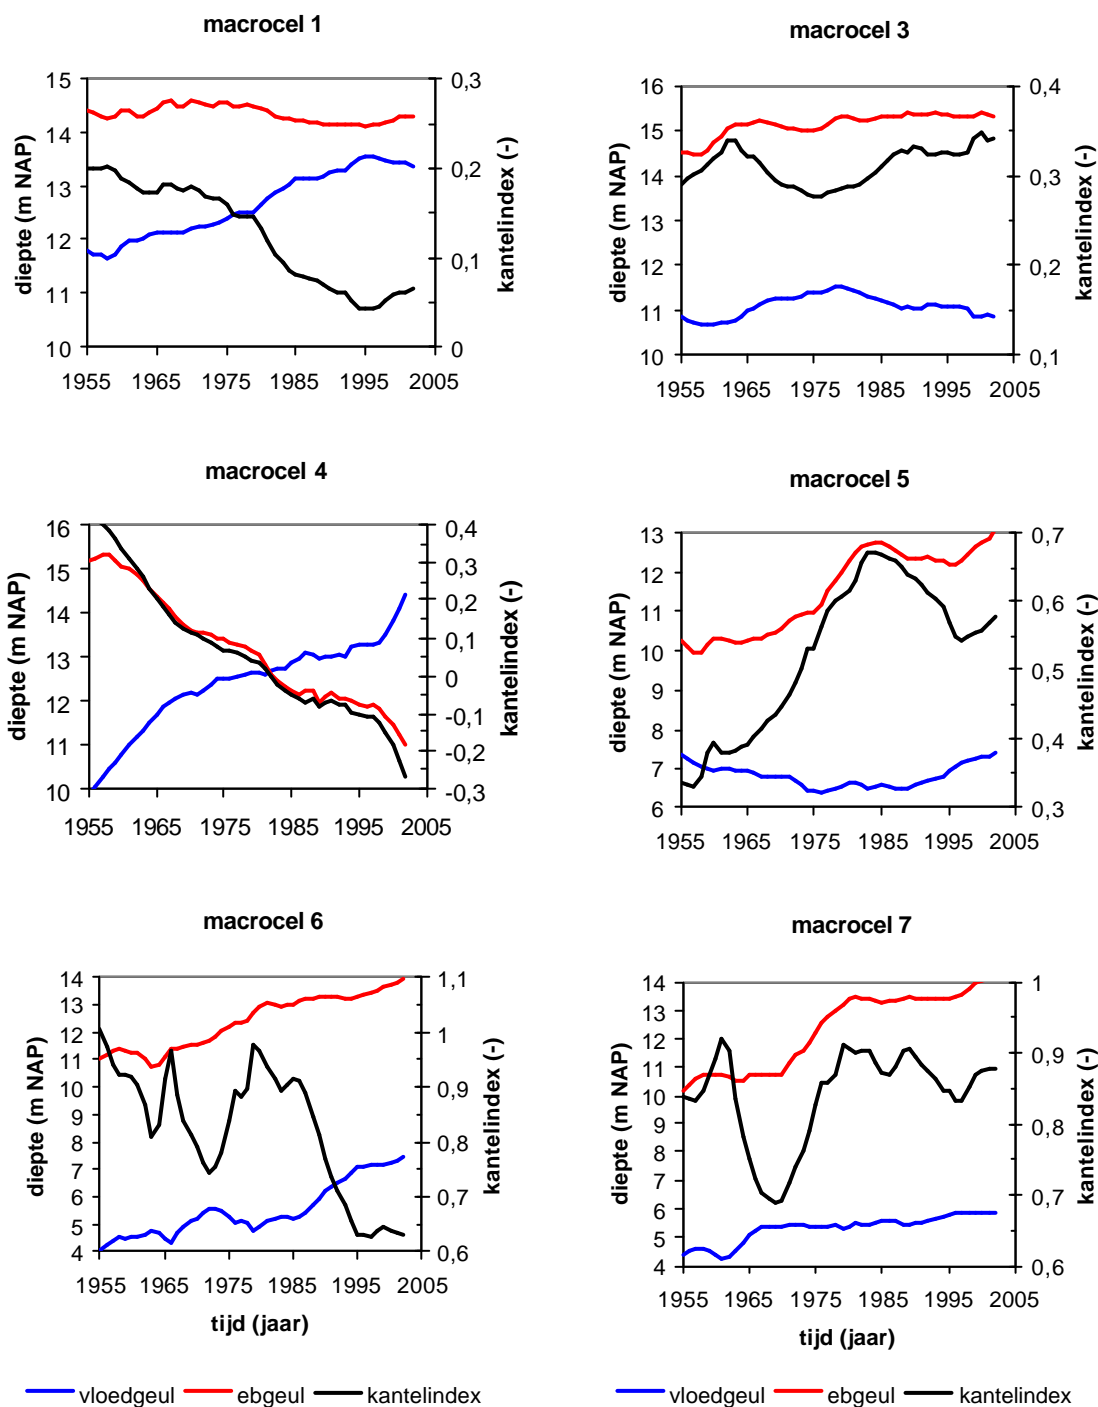 macrocel 1
diepte (m NAP)
15
14
13
12
11
10
0,3
0,2
0,1
0
kantelindex (-)
1955 1965 1975 1985 1995 2005
macrocel 3
diepte (m NAP)
16
15
14
13
12
11
10
0,4
0,3
0,2
0,1
kantelindex (-)
1955 1965 1975 1985 1995 2005
macrocel 4
diepte (m NAP)
16
15
14
13
12
11
10
0,4
0,3
0,2
0,1
0
-0,1
-0,2
-0,3
kantelindex (-)
1955 1965 1975 1985 1995 2005
macrocel 5
diepte (m NAP)
13
12
11
10
9
8
7
6
0,7
0,6
0,5
0,4
0,3
kantelindex (-)
1955 1965 1975 1985 1995 2005
macrocel 6
diepte (m NAP)
14
13
12
11
10
9
8
7
6
5
4
1,1
1
0,9
0,8
0,7
0,6
kantelindex (-)
1955 1965 1975 1985 1995 2005
tijd (jaar)
macrocel 7
diepte (m NAP)
14
13
12
11
10
9
8
7
6
5
4
1
0,9
0,8
0,7
0,6
kantelindex (-)
1955 1965 1975 1985 1995 2005
tijd (jaar)
vloedgeul ebgeul kantelindex
vloedgeul ebgeul kantelindex